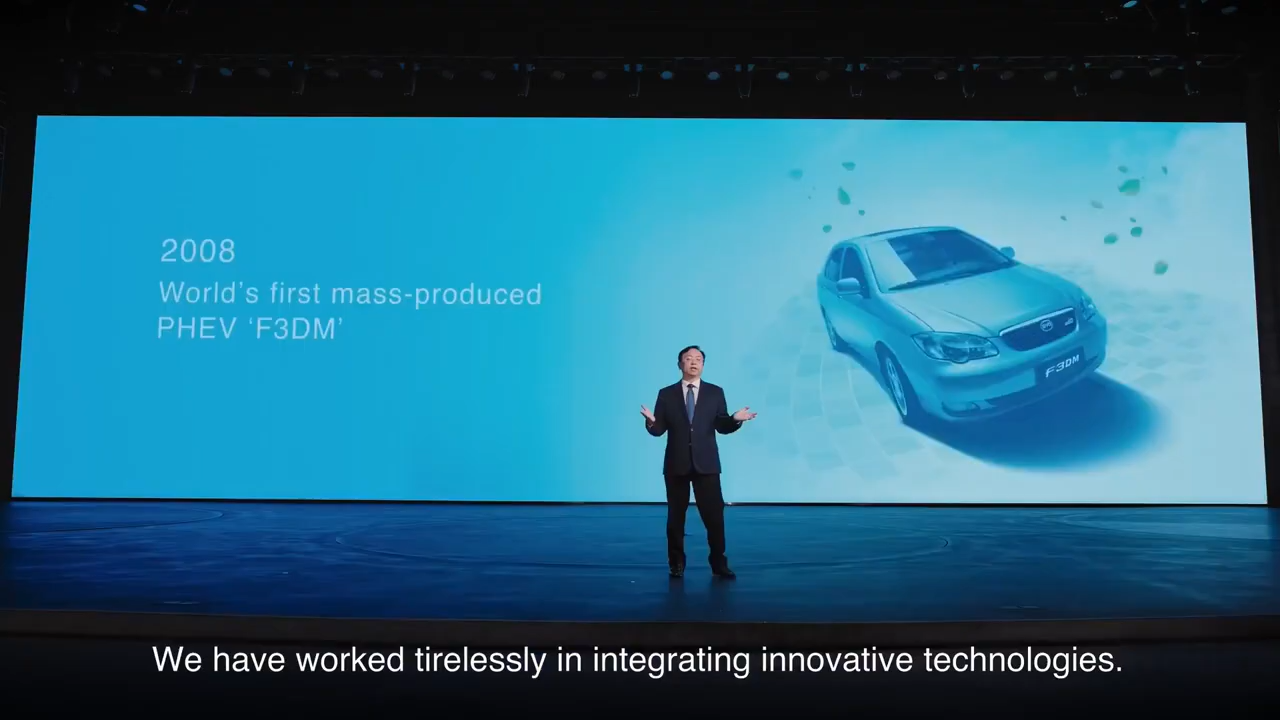 2008
World's first mass-produced
PHEV ‘F3DM’
F3DM
We have worked tirelessly in integrating innovative technologies.